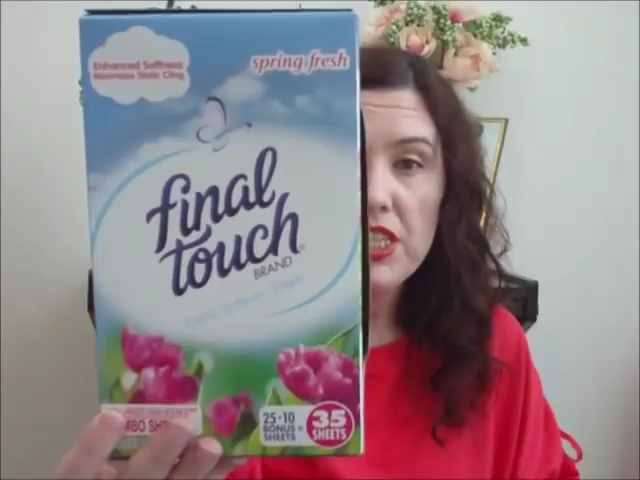 Enhanced Softness
Minimizes Static Cling
spring fresh
final
touch
BRAND
25+10
BONUS =
SHEETS
35
SHEETS